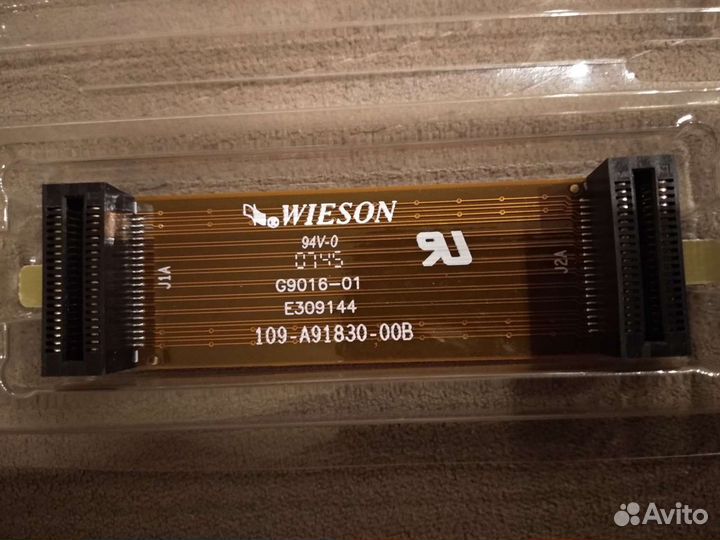 WIESON
94V-0
0745
G9016-01
E309144
109-A91830-00B
J1A
J2A
Avito